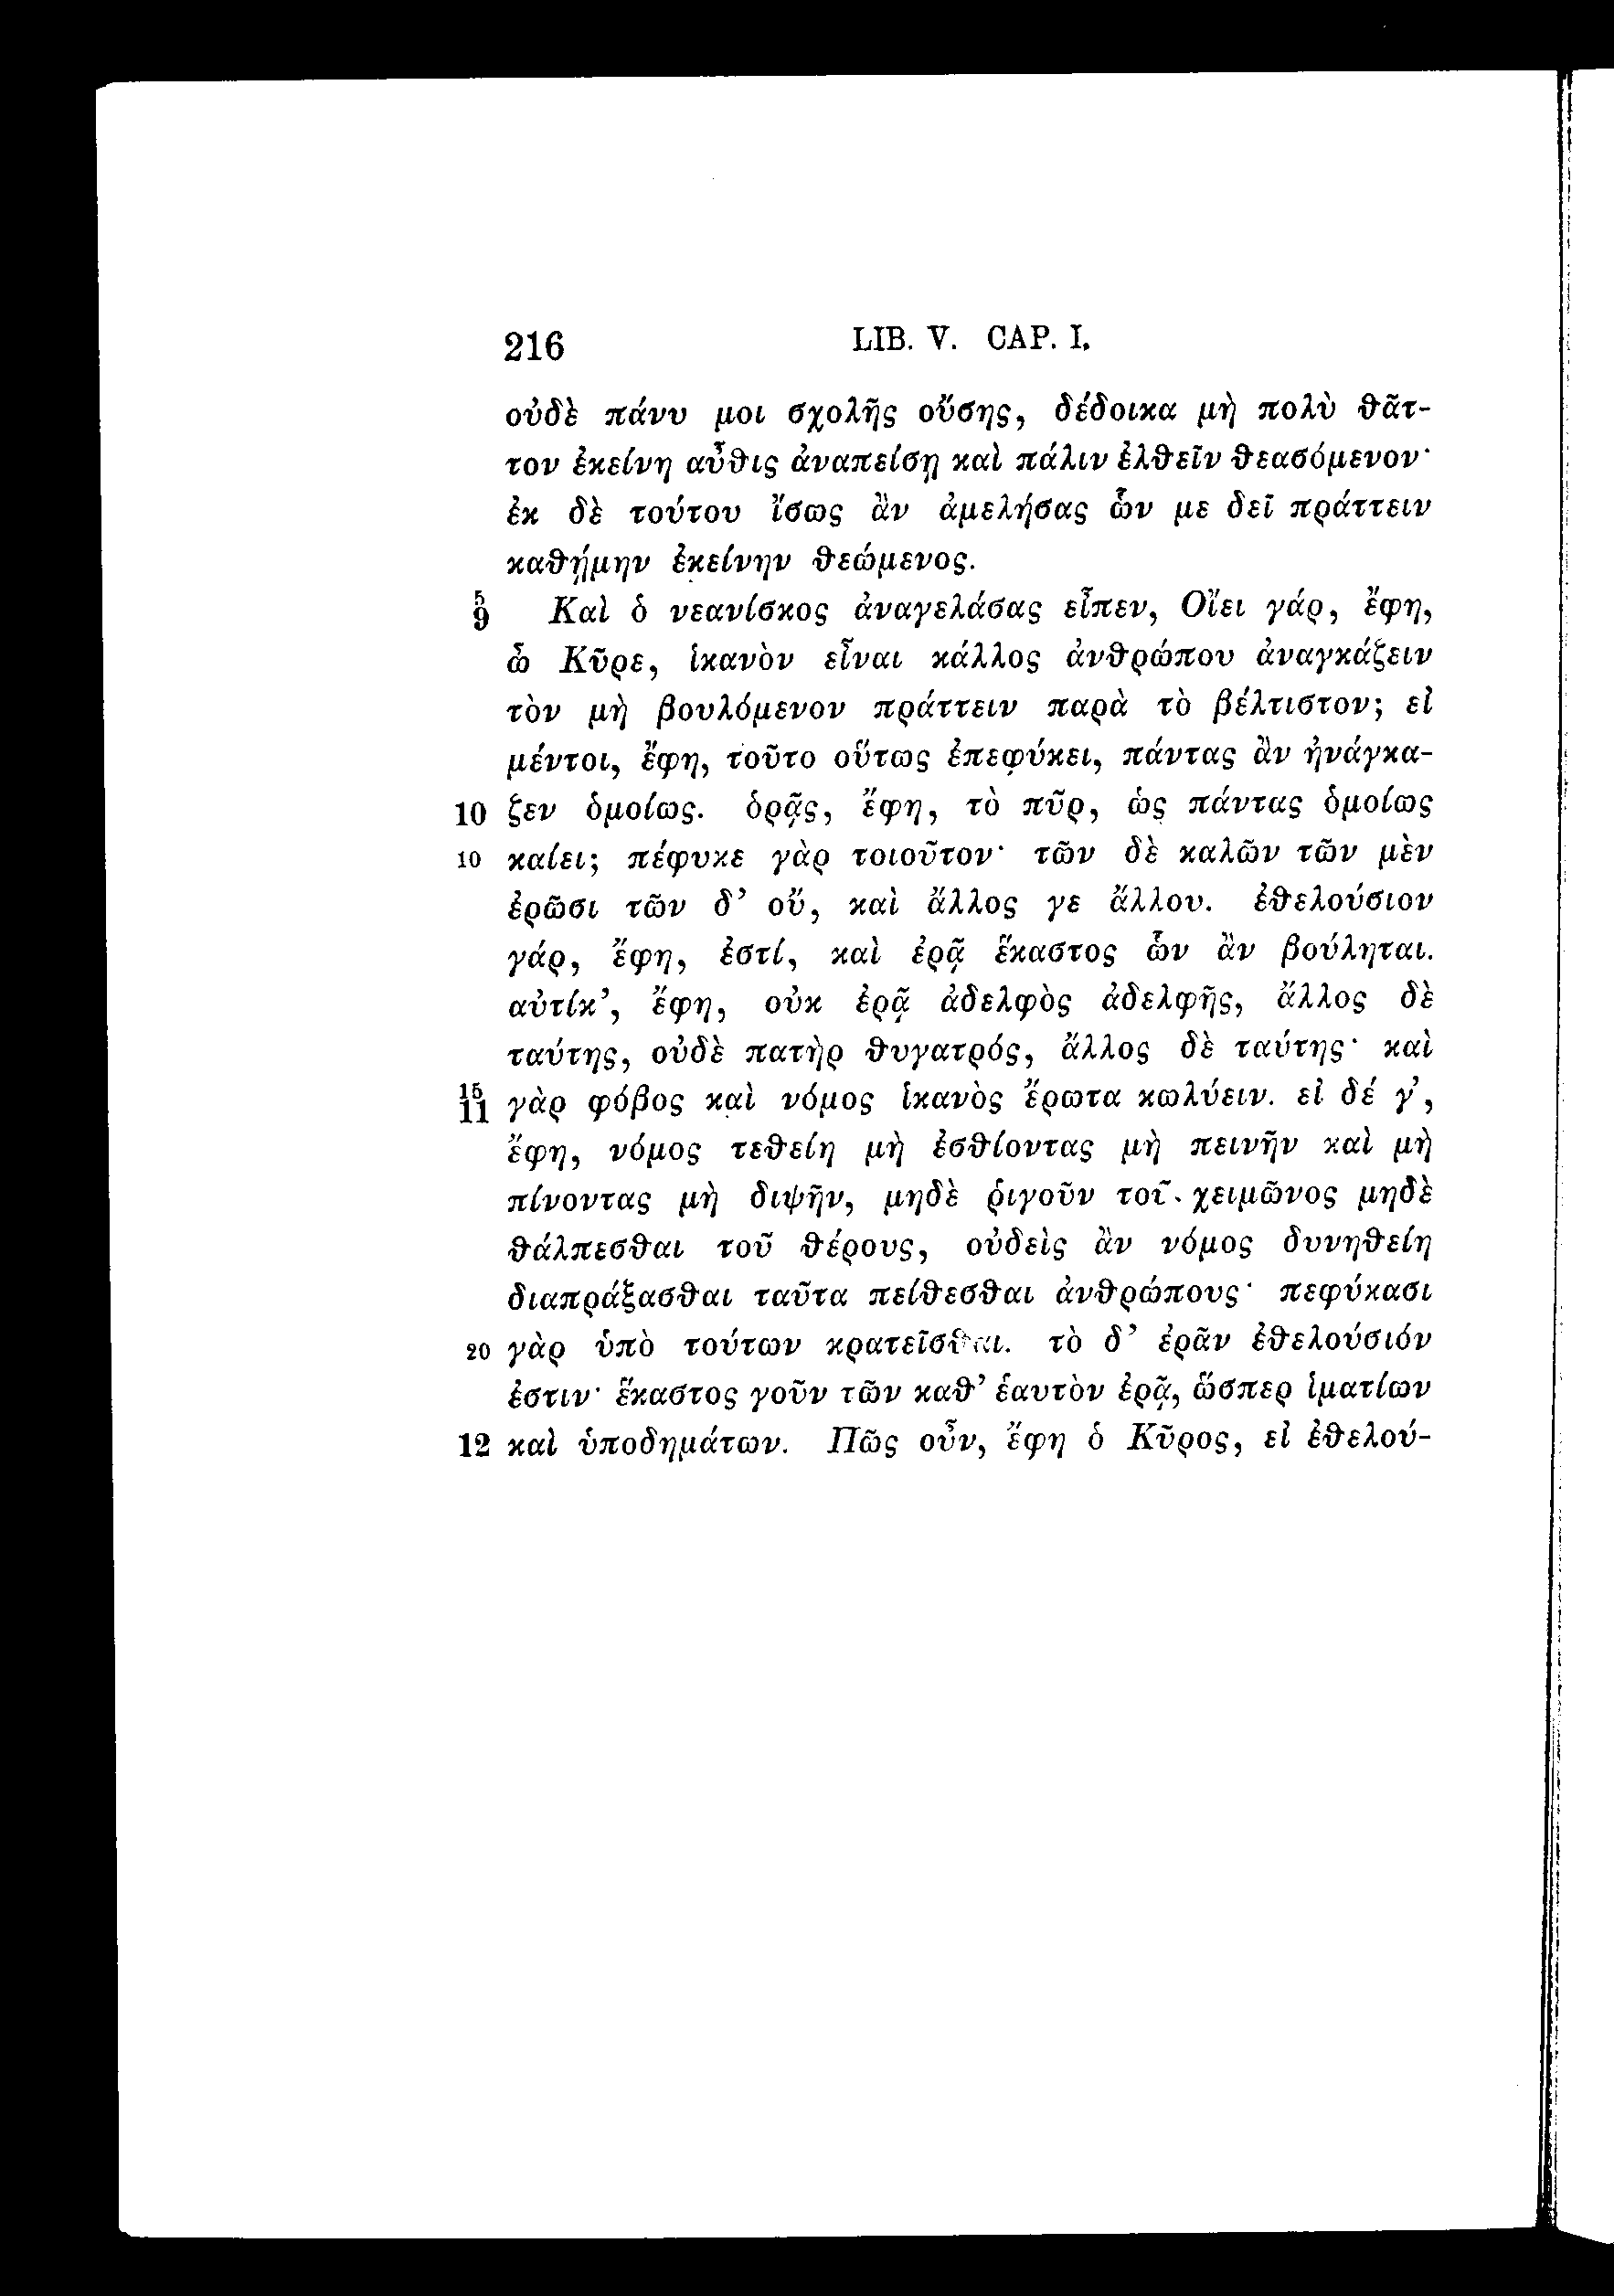 216 LIB. V. CAP. I.
οὐδὲ πάνυ μοι σχολῆς οὔσης, δέδοικα μὴ πολὺ θᾶτ-
τον ἐκείνη αὖθις ἀναπείσῃ καὶ πάλιν ἐλθεῖν θεασόμενον·
ἐκ δὲ τούτου ἴσως ἂν ἀμελήσας ὧν με δεῖ πράττειν
καθῄμην ἐκείνην θεώμενος.
5
9 Καὶ ὁ νεανίσκος ἀναγελάσας εἶπεν, Οἴει γάρ, ἔφη,
ὦ Κῦρε, ἱκανὸν εἶναι κάλλος ἀνθρώπου ἀναγκάζειν
τὸν μὴ βουλόμενον πράττειν παρὰ τὸ βέλτιστον; εἰ
μέντοι, ἔφη, τοῦτο οὕτως ἐπεφύκει, πάντας ἂν ἠνάγκα-
10 ζεν ὁμοίως. ὁρᾷς, ἔφη, τὸ πῦρ, ὡς πάντας ὁμοίως
10 καίει; πέφυκε γὰρ τοιοῦτον· τῶν δὲ καλῶν τῶν μὲν
ἐρῶσι τῶν δ’ οὔ, καὶ ἄλλος γε ἄλλου. ἐθελούσιον
γάρ, ἔφη, ἐστί, καὶ ἐρᾷ ἕκαστος ὧν ἂν βούληται.
αὐτίκ’, ἔφη, οὐκ ἐρᾷ ἀδελφὸς ἀδελφῆς, ἄλλος δὲ
ταύτης, οὐδὲ πατὴρ θυγατρός, ἄλλος δὲ ταύτης· καὶ
15
11 γὰρ φόβος καὶ νόμος ἱκανὸς ἔρωτα κωλύειν. εἰ δέ γ’,
ἔφη, νόμος τεθείη μὴ ἐσθίοντας μὴ πεινῆν καὶ μὴ
πίνοντας μὴ διψῆν, μηδὲ ῥιγοῦν τοῦ χειμῶνος μηδὲ
θάλπεσθαι τοῦ θέρους, οὐδεὶς ἂν νόμος δυνηθείη
διαπράξασθαι ταῦτα πείθεσθαι ἀνθρώπους· πεφύκασι
20 γὰρ ὑπὸ τούτων κρατεῖσθαι. τὸ δ’ ἐρᾶν ἐθελούσιόν
ἐστιν· ἕκαστος γοῦν τῶν καθ’ ἑαυτὸν ἐρᾷ, ὥσπερ ἱματίων
12 καὶ ὑποδημάτων. Πῶς οὖν, ἔφη ὁ Κῦρος, εἰ ἐθελού-